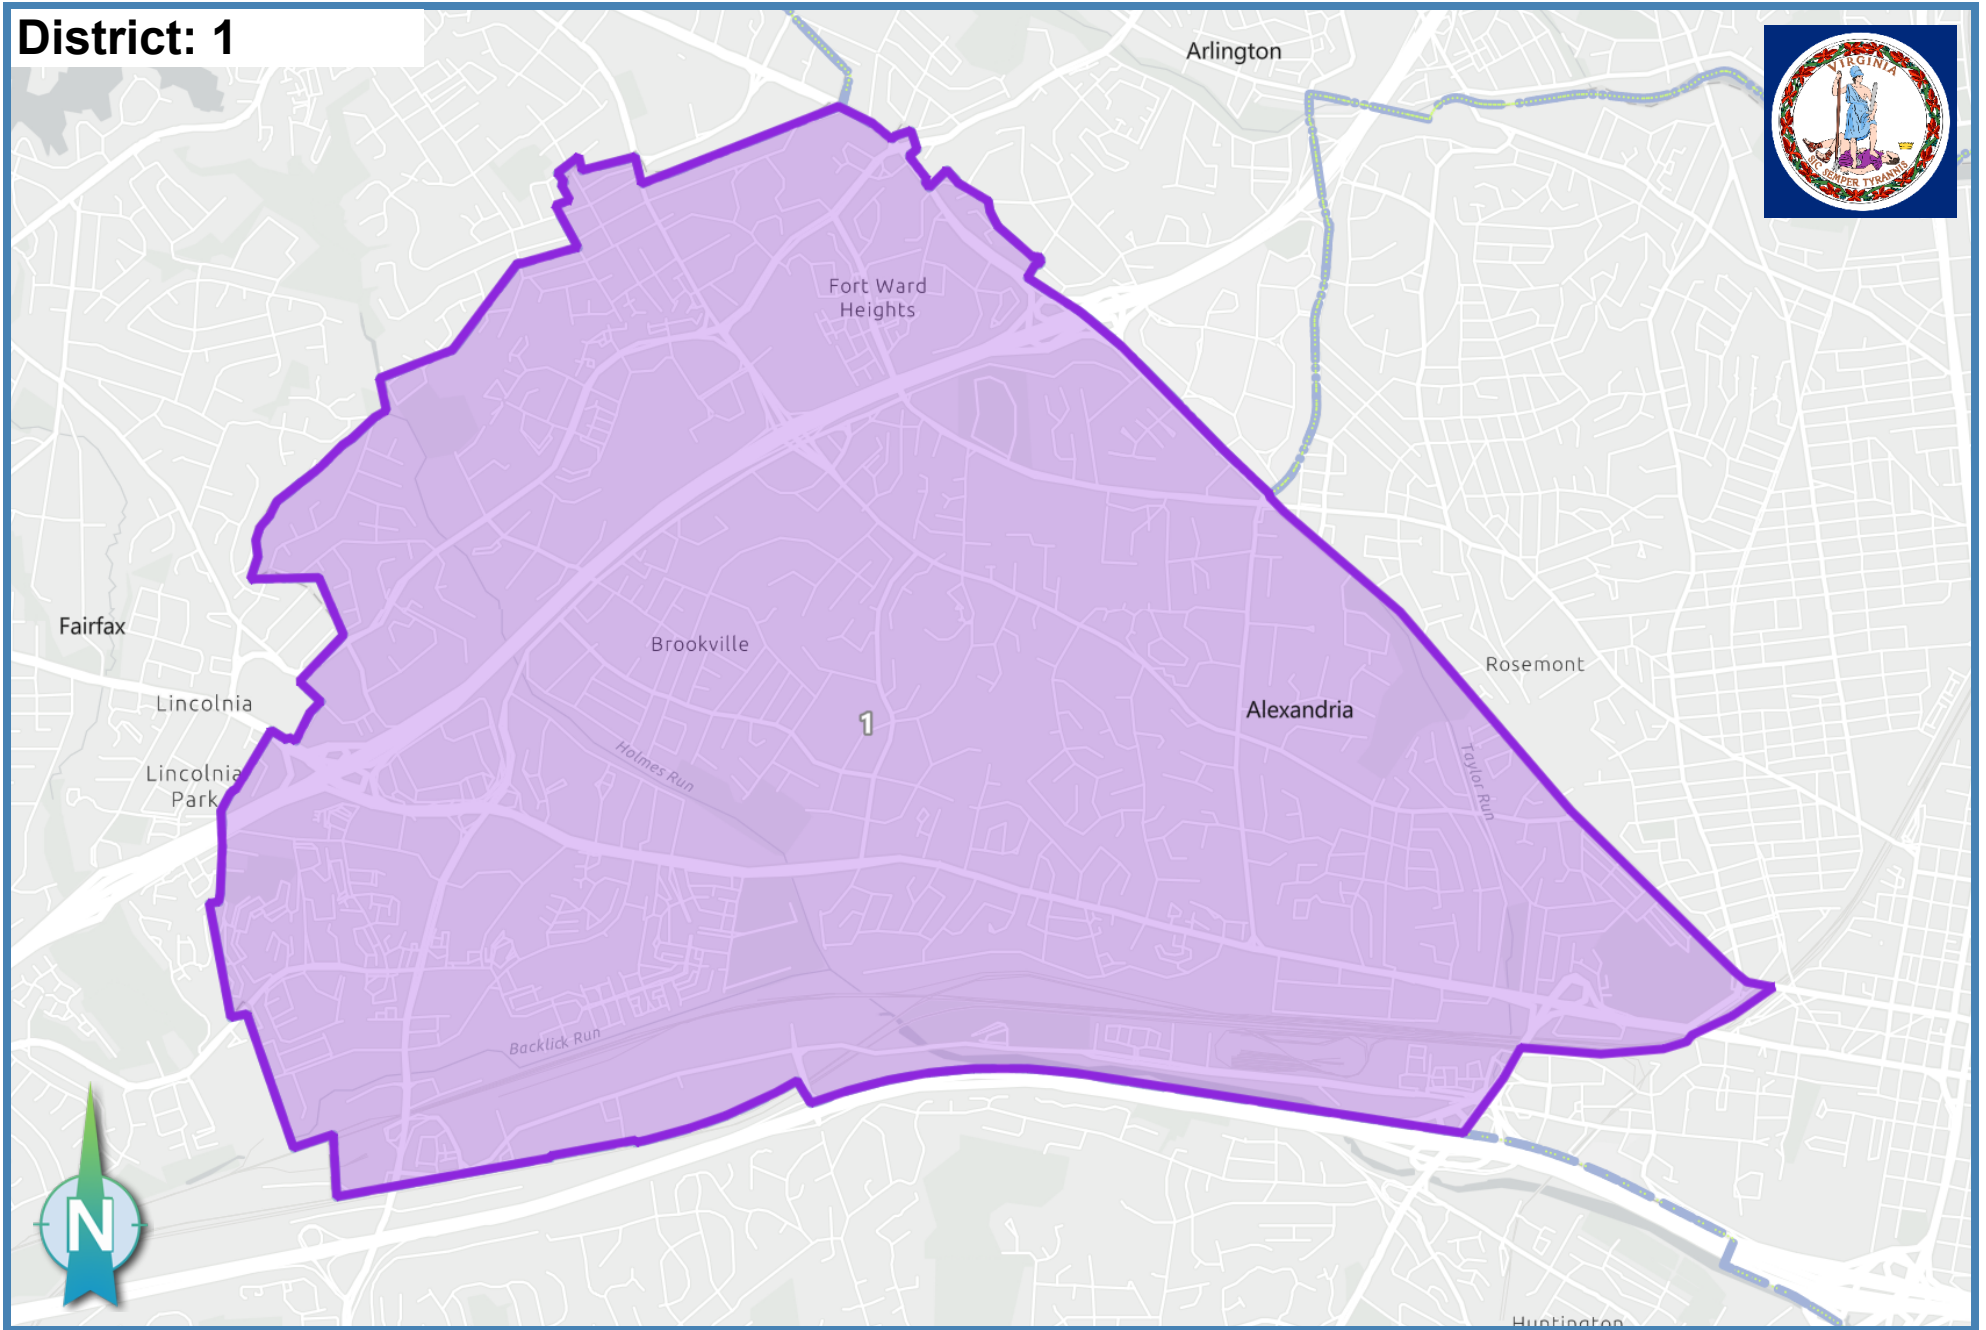 District: 1
Arlington
VIRGINIA
SIC SEMPER TYRANNIS
Fort Ward
Heights
Fairfax
Brookville
Rosemont
Lincolnia
Alexandria
1
Lincolnia
Park
Holmes Run
Taylor Run
Backlick Run
N
Huntington